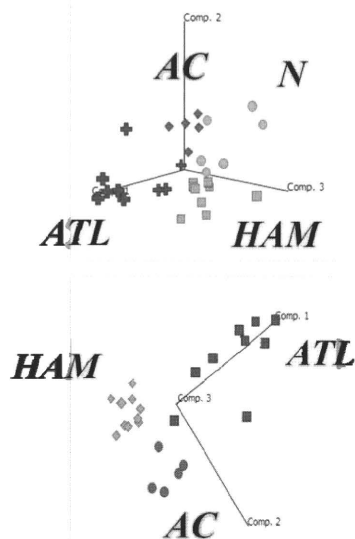 Comp. 2
AC
N
Comp. 3
ATL
HAM
Comp. 1
HAM
ATL
Comp. 3
AC
Comp. 2